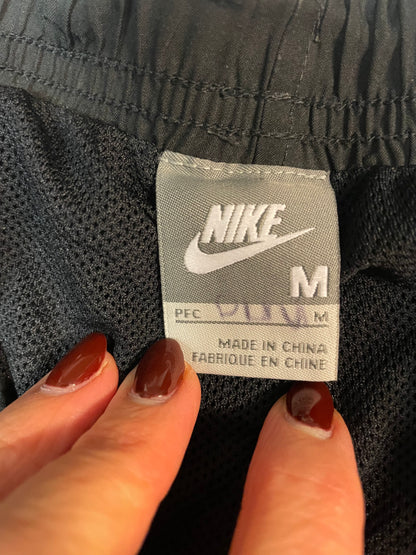 NIKE
M
PFC M
MADE IN CHINA
FABRIQUE EN CHINE